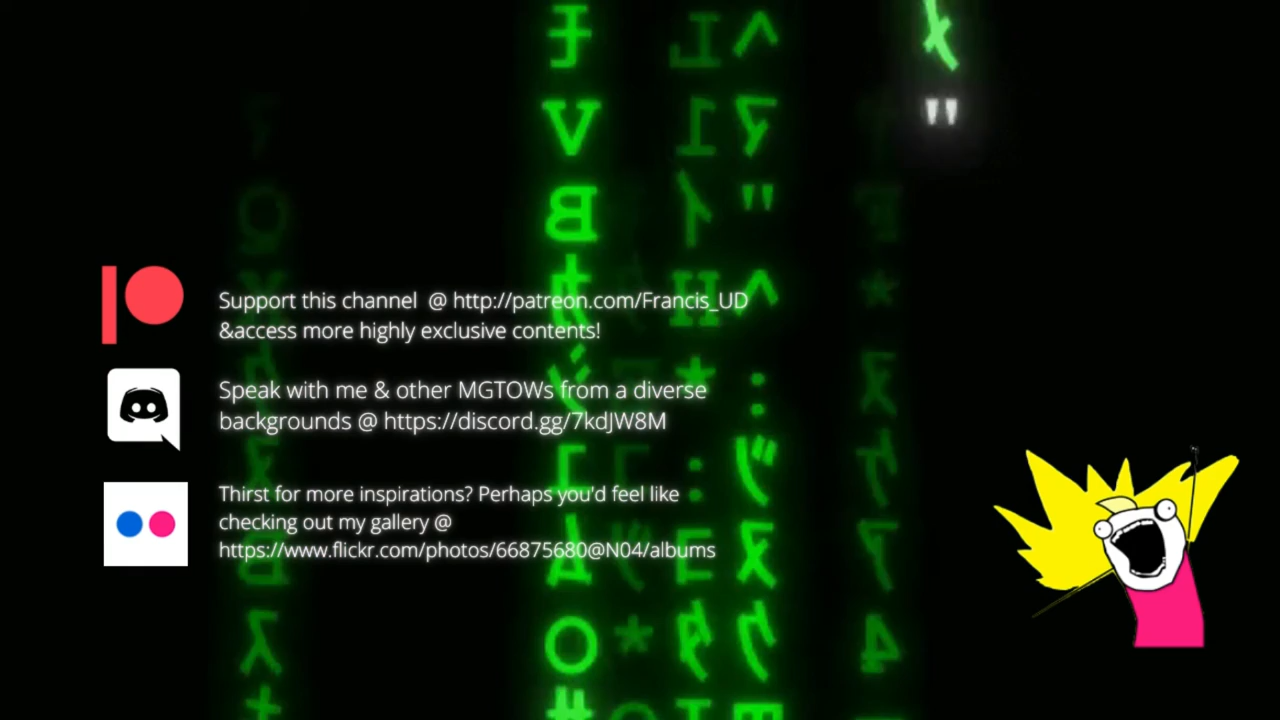 Support this channel @ http://patreon.com/Francis_UD
&access more highly exclusive contents!
Speak with me & other MGTOWs from a diverse
backgrounds @ https://discord.gg/7kdJW8M
Thirst for more inspirations? Perhaps you'd feel like
checking out my gallery @
https://www.flickr.com/photos/66875680@N04/albums